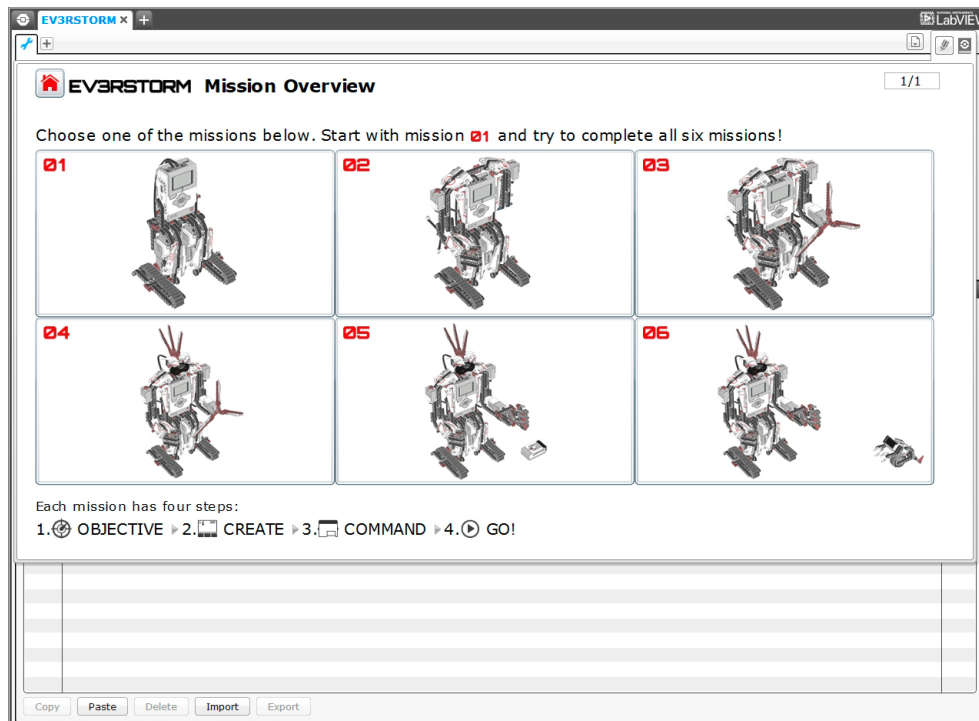 EV3RSTORM
LabVIEW
EV3RSTORM Mission Overview
1/1
Choose one of the missions below. Start with mission 01 and try to complete all six missions!
01 02 03
04 05 06
Each mission has four steps:
1. OBJECTIVE 2. CREATE 3. COMMAND 4. GO!
Copy Paste Delete Import Export